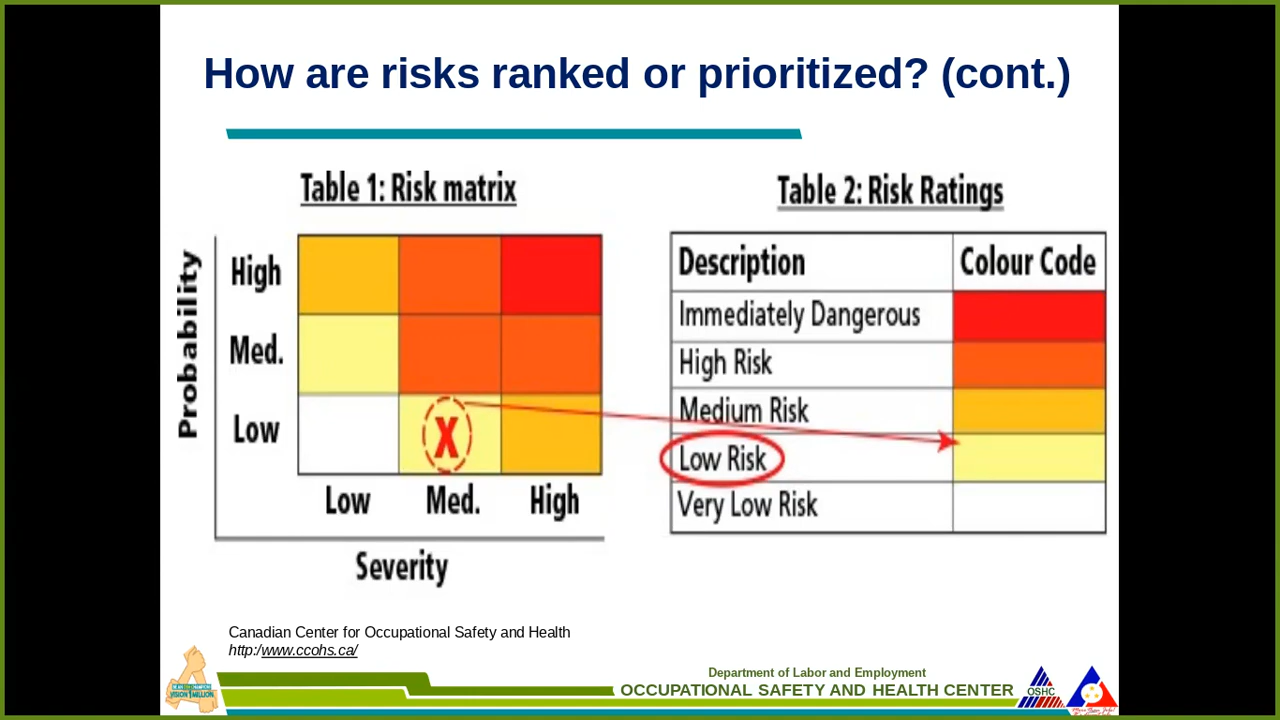 How are risks ranked or prioritized? (cont.)
Table 1: Risk matrix
Probability
High
Med.
Low
X
Low Med. High
Severity
Table 2: Risk Ratings
Description Colour Code
Immediately Dangerous
High Risk
Medium Risk
Low Risk
Very Low Risk
Canadian Center for Occupational Safety and Health
http:/www.ccohs.ca/
Department of Labor and Employment
OCCUPATIONAL SAFETY AND HEALTH CENTER
VISION 1 MILLION
OSHC